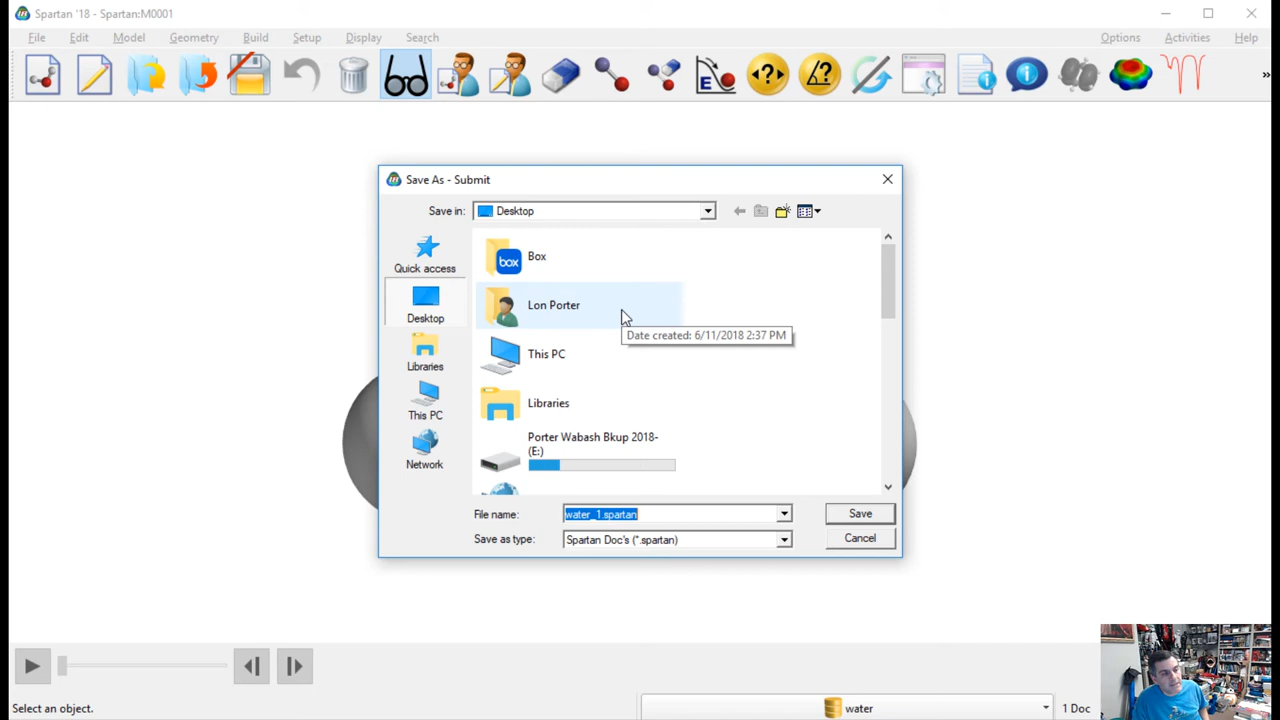 Spartan '18 - Spartan:M0001
File Edit Model Geometry Build Setup Display Search Options Activities Help
E
Save As - Submit
Save in: Desktop
Quick access
Desktop
Libraries
This PC
Network
box Box
Lon Porter
Date created: 6/11/2018 2:37 PM
This PC
Libraries
Porter Wabash Bkup 2018-
(E:)
File name: water_1.spartan Save
Save as type: Spartan Doc's (*.spartan) Cancel
Select an object. water 1 Doc